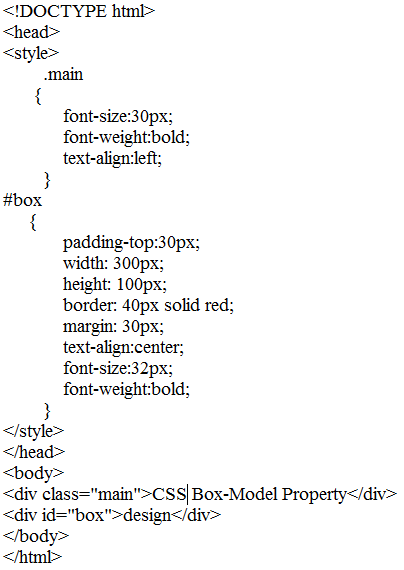 <!DOCTYPE html>
<head>
<style>
.main
{
font-size:30px;
font-weight:bold;
text-align:left;
}
#box
{
padding-top:30px;
width: 300px;
height: 100px;
border: 40px solid red;
margin: 30px;
text-align:center;
font-size:32px;
font-weight:bold;
}
</style>
</head>
<body>
<div class="main">CSS Box-Model Property</div>
<div id="box">design</div>
</body>
</html>